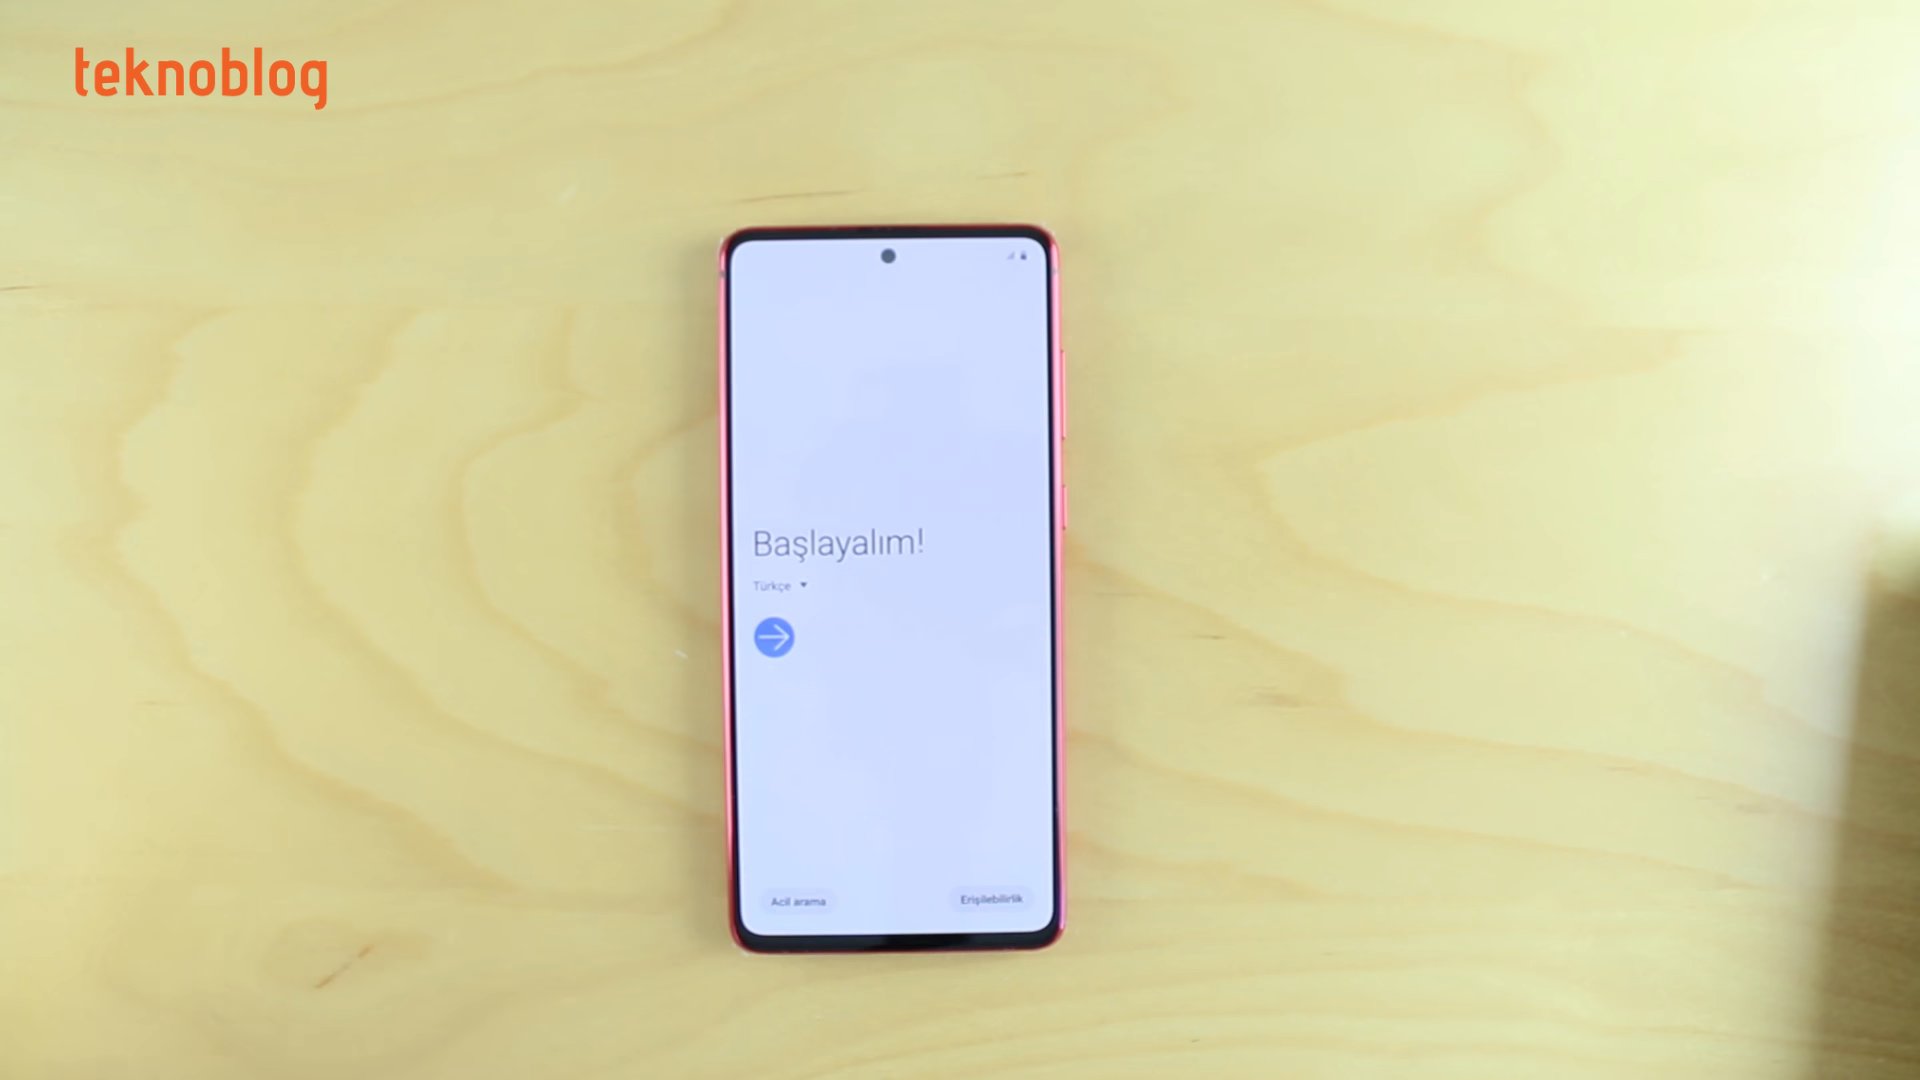 teknoblog
Başlayalım!
Türkçe
Acil arama
Erişilebilirlik